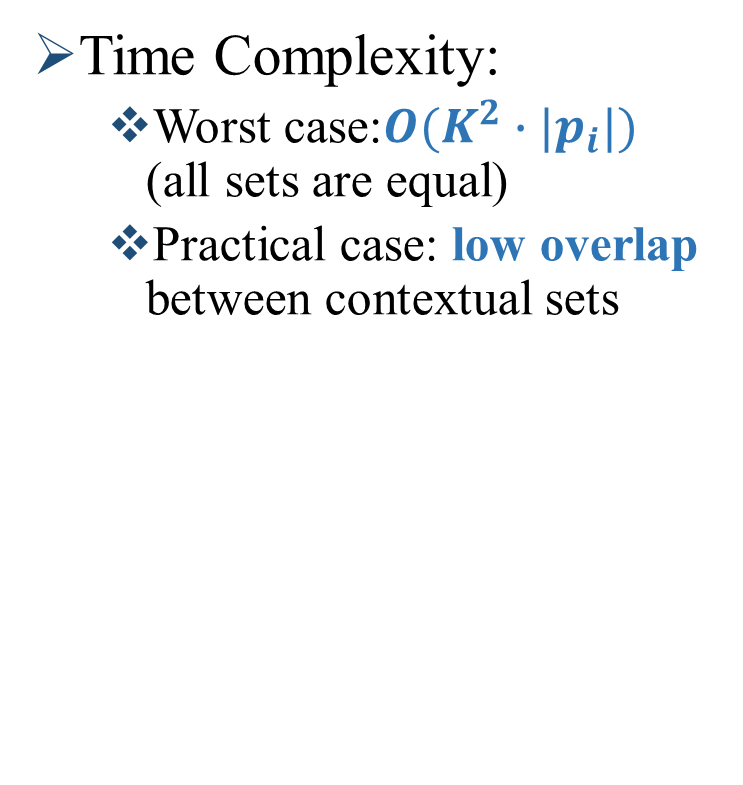 ➢Time Complexity:
❖Worst case:O(K² · |pᵢ|)
(all sets are equal)
❖Practical case: low overlap
between contextual sets